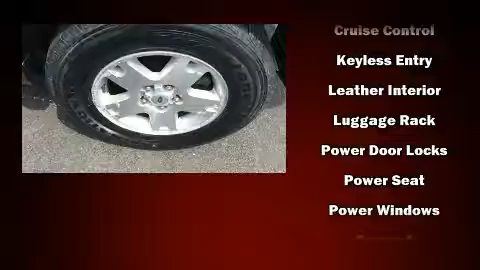 Cruise Control
Keyless Entry
Leather Interior
Luggage Rack
Power Door Locks
Power Seat
Power Windows